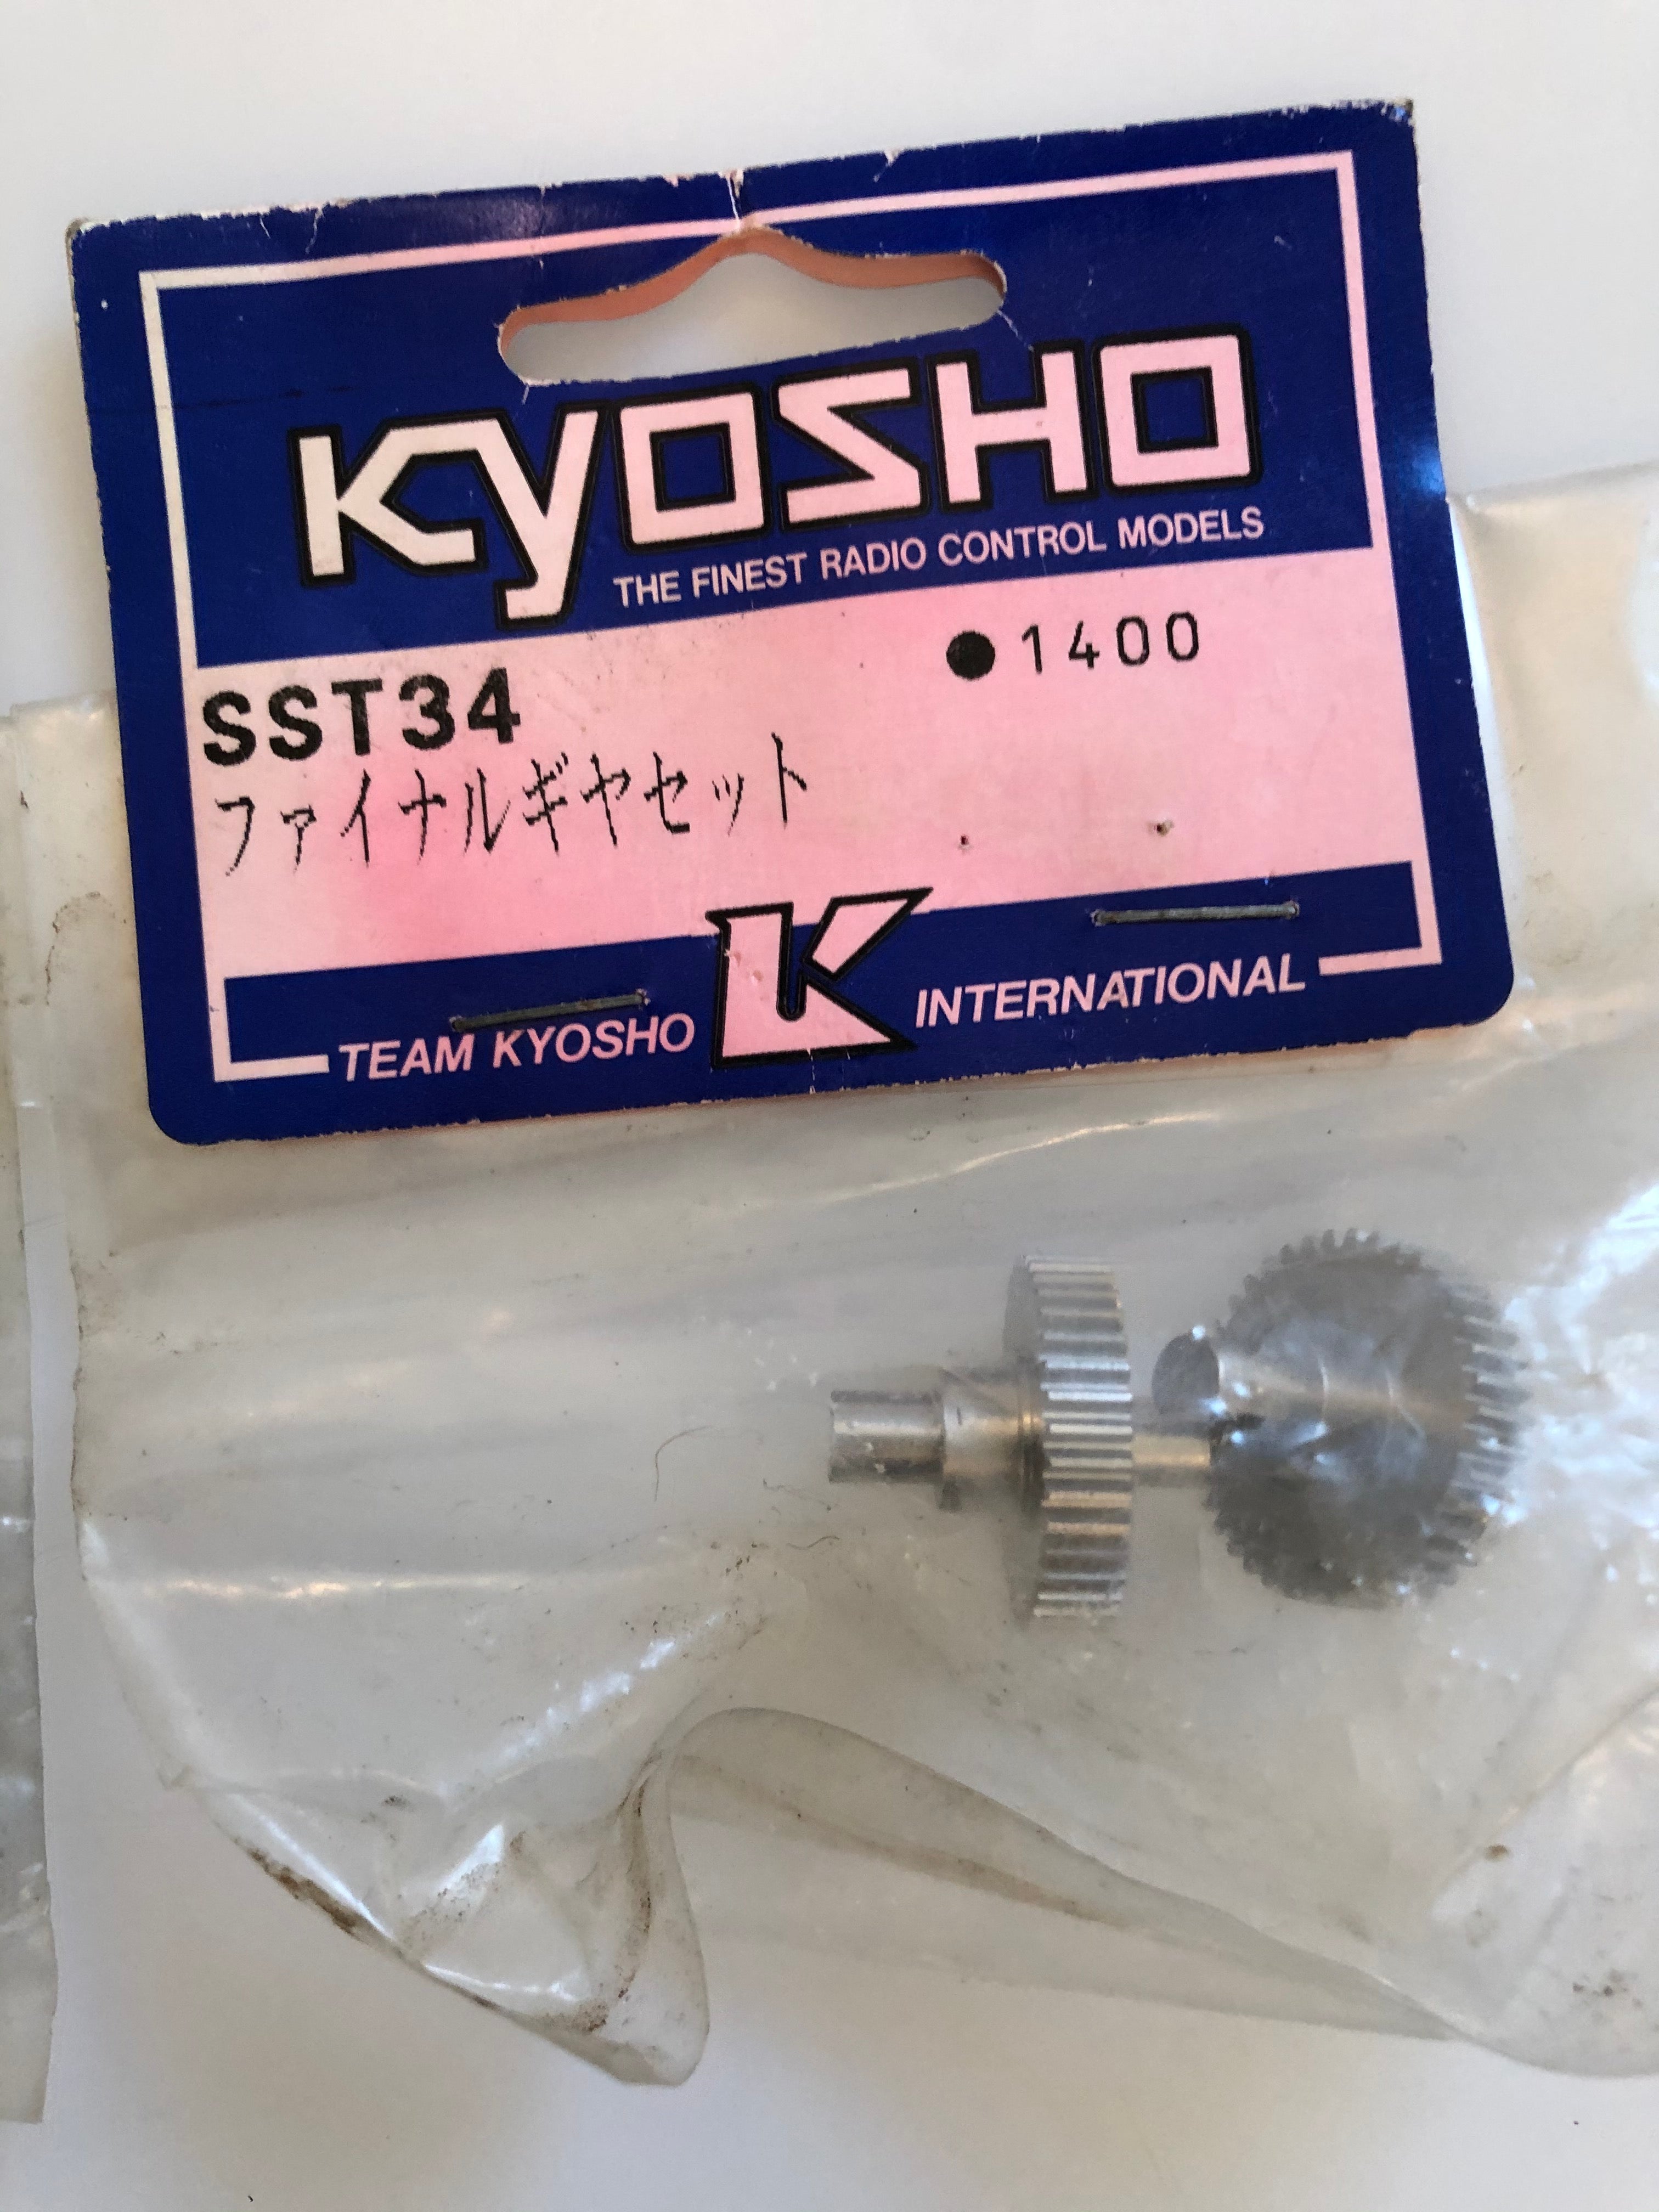 KYOSHO
THE FINEST RADIO CONTROL MODELS
SST34 ●1400
ファイナルギヤセット
TEAM KYOSHO K INTERNATIONAL